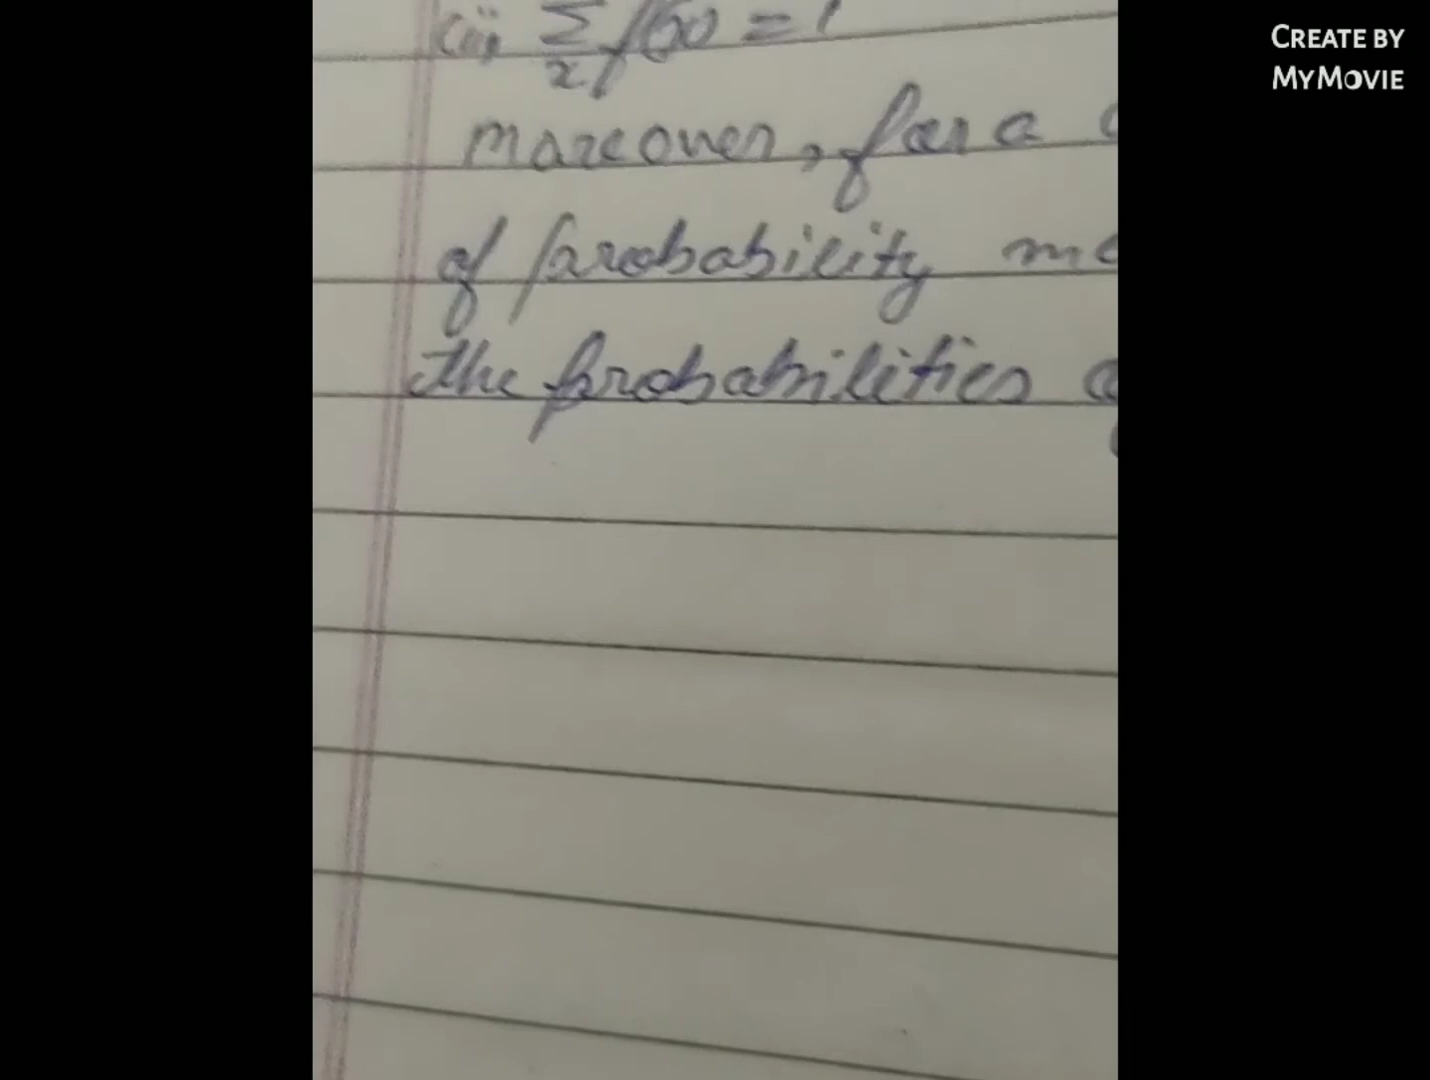 (ii) ∑ f(x) = 1
x
moreover, for a
of probability
the probabilities
CREATE BY
MYMOVIE